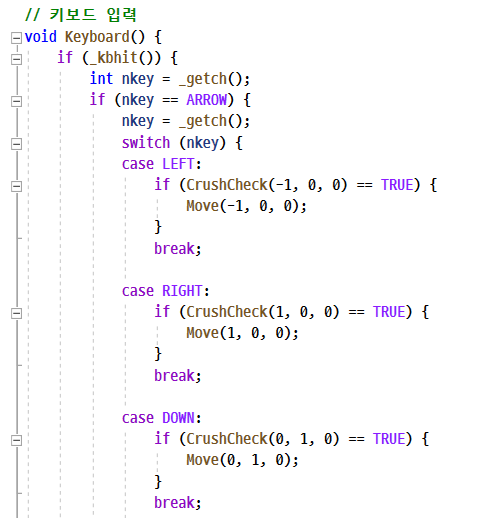 // 키보드 입력
void Keyboard() {
    if (_kbhit()) {
        int nkey = _getch();
        if (nkey == ARROW) {
            nkey = _getch();
            switch (nkey) {
            case LEFT:
                if (CrushCheck(-1, 0, 0) == TRUE) {
                    Move(-1, 0, 0);
                }
                break;

            case RIGHT:
                if (CrushCheck(1, 0, 0) == TRUE) {
                    Move(1, 0, 0);
                }
                break;

            case DOWN:
                if (CrushCheck(0, 1, 0) == TRUE) {
                    Move(0, 1, 0);
                }
                break;